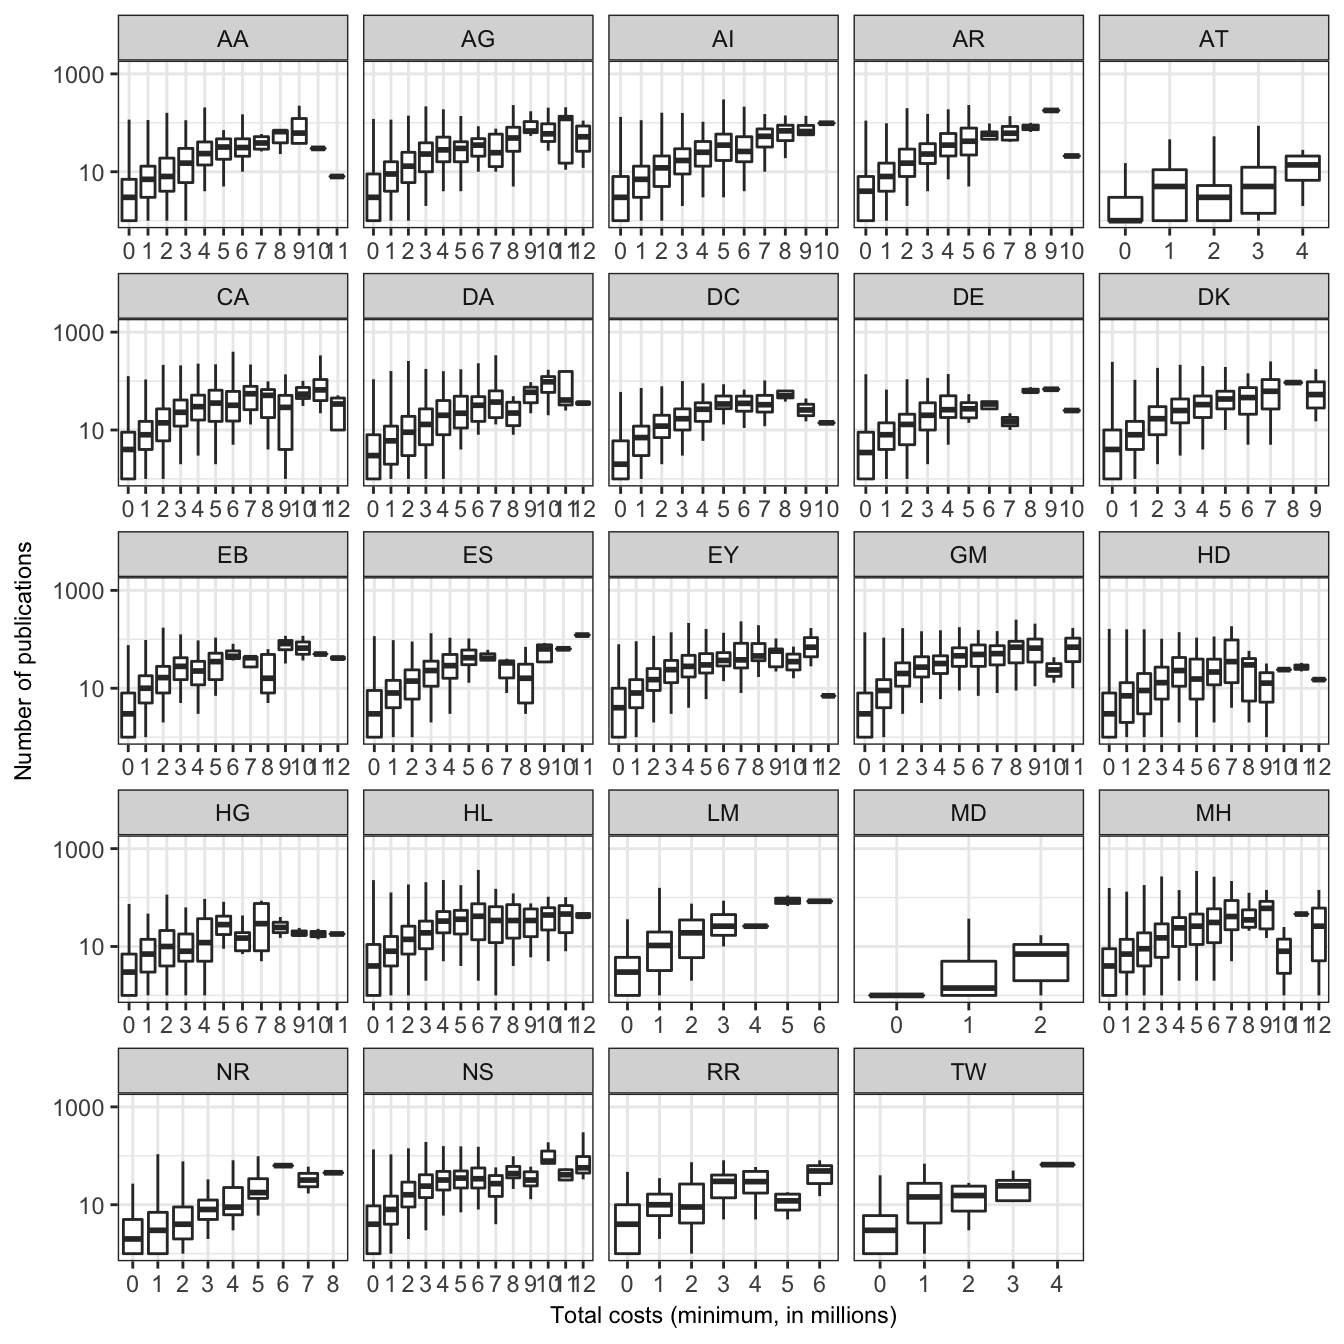 AA AG AI AR AT
1000
10
0 1 2 3 4 5 6 7 8 9 10 11 0 1 2 3 4 5 6 7 8 9 10 11 12 0 1 2 3 4 5 6 7 8 9 10 0 1 2 3 4 5 6 7 8 9 10 0 1 2 3 4
CA DA DC DE DK
1000
10
0 1 2 3 4 5 6 7 8 9 10 11 12 0 1 2 3 4 5 6 7 8 9 10 11 12 0 1 2 3 4 5 6 7 8 9 10 0 1 2 3 4 5 6 7 8 9 10 0 1 2 3 4 5 6 7 8 9
EB ES EY GM HD
1000
10
0 1 2 3 4 5 6 7 8 9 10 11 12 0 1 2 3 4 5 6 7 8 9 10 11 0 1 2 3 4 5 6 7 8 9 10 11 12 0 1 2 3 4 5 6 7 8 9 10 11 0 1 2 3 4 5 6 7 8 9 10 11 12
Number of publications
HG HL LM MD MH
1000
10
0 1 2 3 4 5 6 7 8 9 10 11 0 1 2 3 4 5 6 7 8 9 10 11 12 0 1 2 3 4 5 6 0 1 2 0 1 2 3 4 5 6 7 8 9 10 11 12
NR NS RR TW
1000
10
0 1 2 3 4 5 6 7 8 0 1 2 3 4 5 6 7 8 9 10 11 12 0 1 2 3 4 5 6 0 1 2 3 4
Total costs (minimum, in millions)